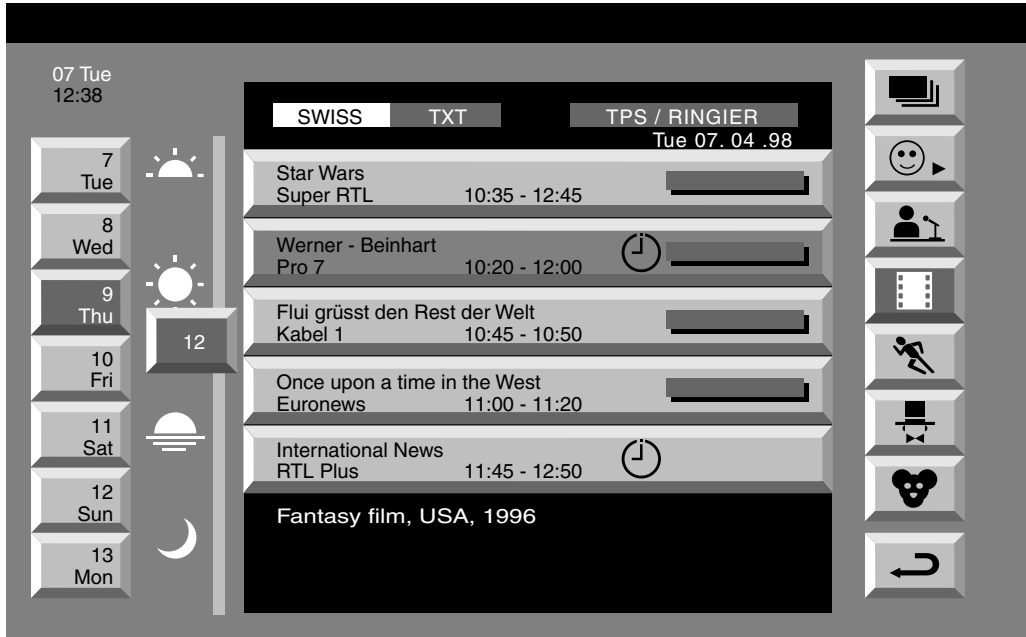 07 Tue
12:38
7
Tue
8
Wed
9
Thu
10
Fri
11
Sat
12
Sun
13
Mon
12
SWISS TXT TPS / RINGIER
Tue 07. 04 .98
Star Wars
Super RTL 10:35 - 12:45
Werner - Beinhart
Pro 7 10:20 - 12:00
Flui grüsst den Rest der Welt
Kabel 1 10:45 - 10:50
Once upon a time in the West
Euronews 11:00 - 11:20
International News
RTL Plus 11:45 - 12:50
Fantasy film, USA, 1996